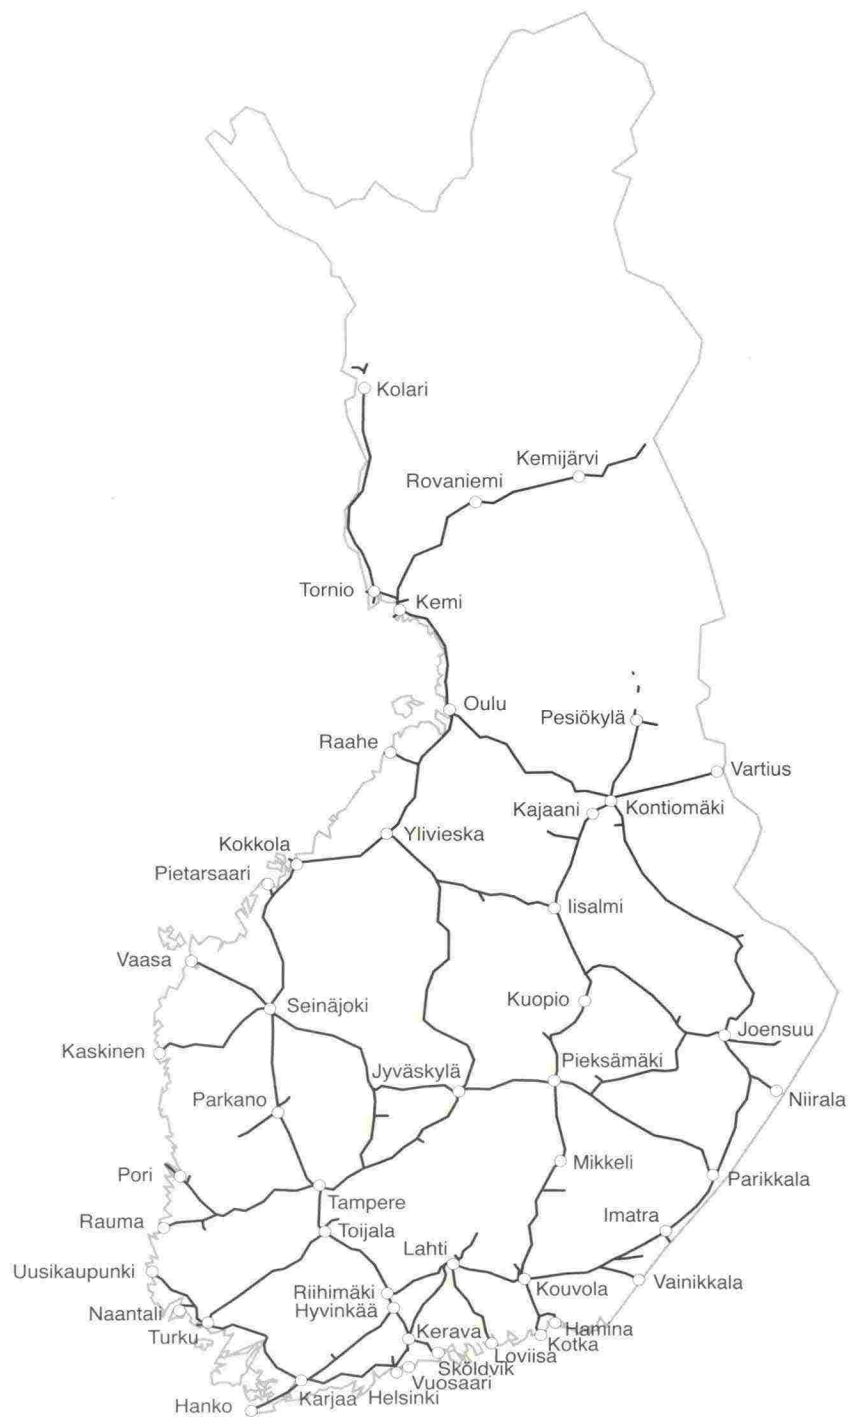 Kolari
Kemijärvi
Rovaniemi
Tornio
Kemi
Oulu
Pesiökylä
Raahe
Vartius
Kajaani
Kontiomäki
Ylivieska
Kokkola
Pietarsaari
Iisalmi
Vaasa
Kuopio
Seinäjoki
Joensuu
Kaskinen
Pieksämäki
Jyväskylä
Parkano
Niirala
Mikkeli
Pori
Parikkala
Tampere
Imatra
Rauma
Toijala
Lahti
Uusikaupunki
Vainikkala
Kouvola
Riihimäki
Hyvinkää
Naantali
Hamina
Turku
Kerava
Kotka
Loviisa
Sköldvik
Vuosaari
Helsinki
Karjaa
Hanko